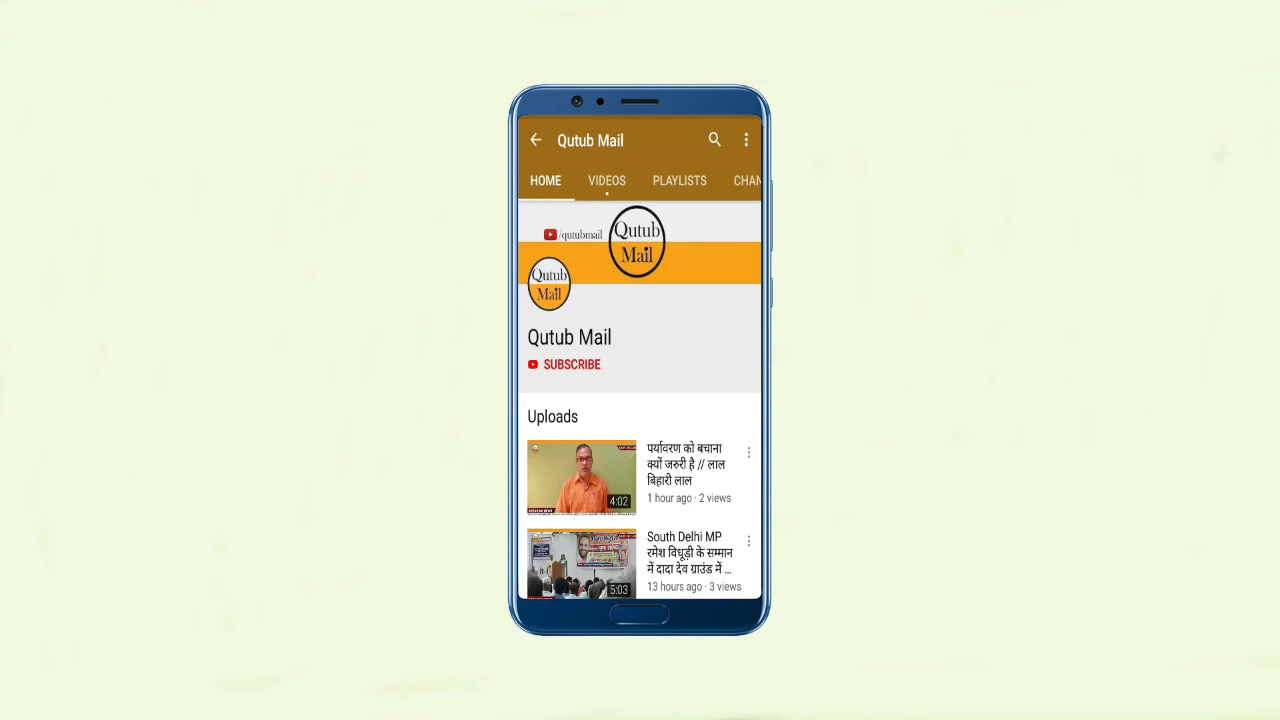 Qutub Mail
HOME VIDEOS PLAYLISTS CHAN
/qutubmail
Qutub
Mail
Qutub
Mail
Qutub Mail
SUBSCRIBE
Uploads
पर्यावरण को बचाना
क्यों जरुरी है // लाल
बिहारी लाल
1 hour ago · 2 views
4:02
South Delhi MP
रमेश विधूड़ी के सम्मान
में दादा देव ग्राउंड में ...
13 hours ago · 3 views
5:03